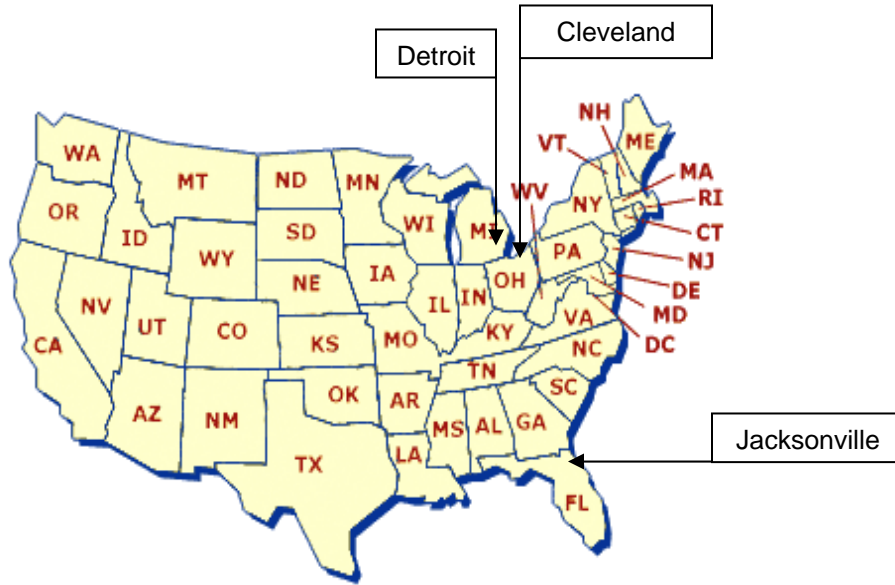 Cleveland
Detroit
NH
ME
VT
WA
MA
MT
ND
MN
WV
RI
OR
NY
WI
MI
CT
ID
SD
PA
NJ
WY
IA
OH
NE
DE
NV
IL
IN
MD
UT
CO
VA
CA
KS
MO
KY
DC
NC
TN
OK
SC
AR
AZ
NM
MS
AL
GA
Jacksonville
LA
TX
FL